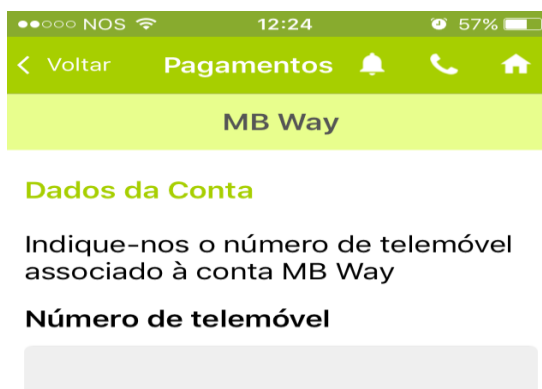 NOS 12:24 57%
Voltar Pagamentos
MB Way
Dados da Conta
Indique-nos o número de telemóvel
associado à conta MB Way
Número de telemóvel